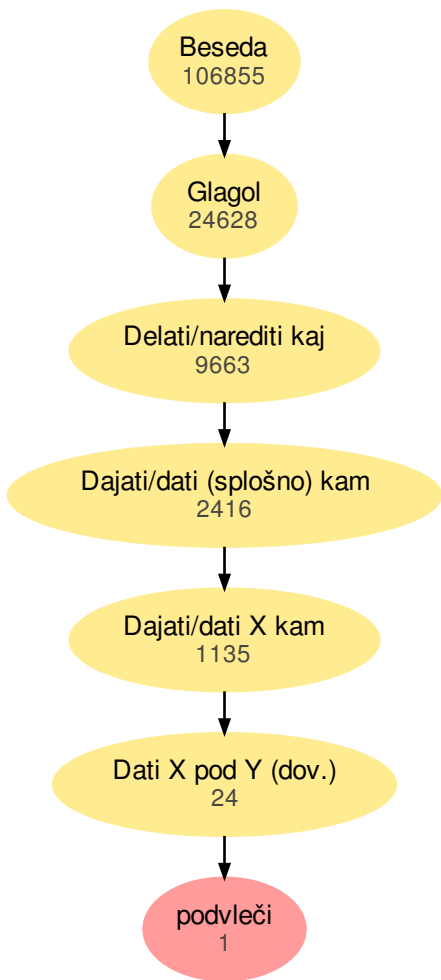 Beseda
106855
Glagol
24628
Delati/narediti kaj
9663
Dajati/dati (splošno) kam
2416
Dajati/dati X kam
1135
Dati X pod Y (dov.)
24
podvleči
1